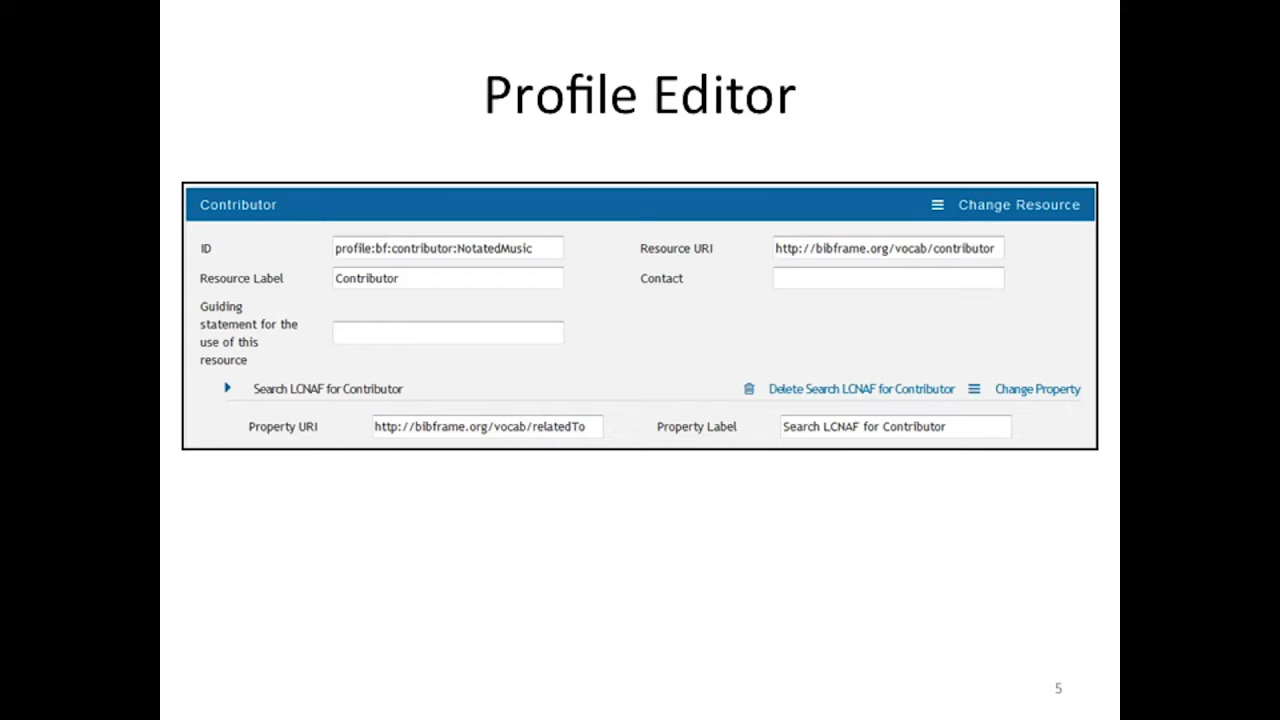 Profile Editor
Contributor
Change Resource
ID
profile:bf:contributor:NotatedMusic
Resource URI
http://bibframe.org/vocab/contributor
Resource Label
Contributor
Contact
Guiding
statement for the
use of this
resource
Search LCNAF for Contributor
Delete Search LCNAF for Contributor
Change Property
Property URI
http://bibframe.org/vocab/relatedTo
Property Label
Search LCNAF for Contributor
5